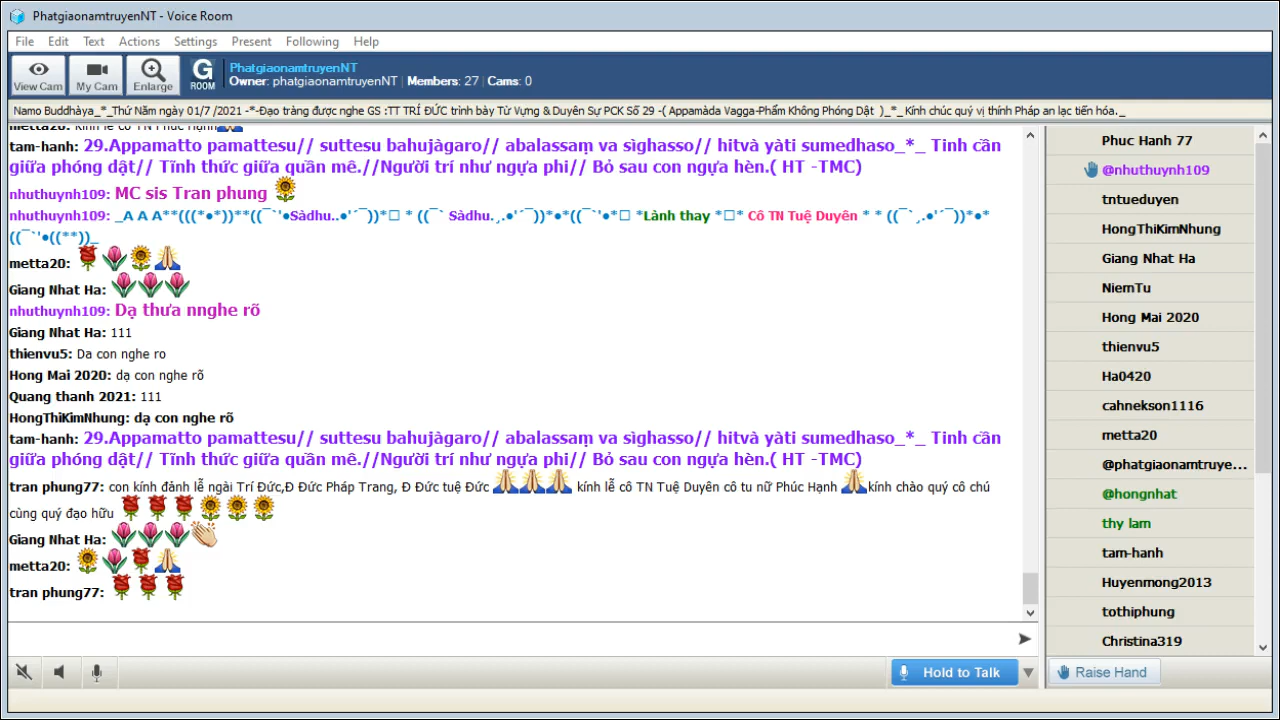 PhatgiaonamtruyenNT - Voice Room
File Edit Text Actions Settings Present Following Help
View Cam My Cam Enlarge G ROOM
PhatgiaonamtruyenNT
Owner: phatgiaonamtruyenNT Members: 27 Cams: 0
Namo Buddhàya_*_Thứ Năm ngày 01/7 /2021 -*-Đạo tràng được nghe GS :TT TRÍ ĐỨC trình bày Từ Vựng & Duyên Sự PCK Số 29 -( Appamàda Vagga-Phẩm Không Phóng Dật )_*_Kính chúc quý vị thính Pháp an lạc tiến hóa._
metta20: Kính lễ cô TN Phúc Hạnh
tam-hanh: 29.Appamatto pamattesu// suttesu bahujàgaro// abalassaṃ va sìghasso// hitvà yàti sumedhaso_*_ Tinh cần
giữa phóng dật// Tĩnh thức giữa quần mê.//Người trí như ngựa phi// Bỏ sau con ngựa hèn.( HT -TMC)
nhuthuynh109: MC sis Tran phung
nhuthuynh109: _A A A**(((*•*))**((¯`'•Sàdhu..•'´¯))*□ * ((¯` Sàdhu.¸.•'´¯))*•*((¯`'•*□ *Lành thay *□* Cô TN Tuệ Duyên * * ((¯`¸.•'´¯))*•*
((¯`'•((**))_
metta20:
Giang Nhat Ha:
nhuthuynh109: Dạ thưa nnghe rõ
Giang Nhat Ha: 111
thienvu5: Da con nghe ro
Hong Mai 2020: dạ con nghe rõ
Quang thanh 2021: 111
HongThiKimNhung: dạ con nghe rõ
tam-hanh: 29.Appamatto pamattesu// suttesu bahujàgaro// abalassaṃ va sìghasso// hitvà yàti sumedhaso_*_ Tinh cần
giữa phóng dật// Tĩnh thức giữa quần mê.//Người trí như ngựa phi// Bỏ sau con ngựa hèn.( HT -TMC)
tran phung77: con kính đảnh lễ ngài Trí Đức,Đ Đức Pháp Trang, Đ Đức tuệ Đức kính lễ cô TN Tuệ Duyên cô tu nữ Phúc Hạnh kính chào quý cô chú
cùng quý đạo hữu
Giang Nhat Ha:
metta20:
tran phung77:
Phuc Hanh 77
@nhuthuynh109
tntueduyen
HongThiKimNhung
Giang Nhat Ha
NiemTu
Hong Mai 2020
thienvu5
Ha0420
cahnekson1116
metta20
@phatgiaonamtruye...
@hongnhat
thy lam
tam-hanh
Huyenmong2013
tothiphung
Christina319
Hold to Talk
Raise Hand